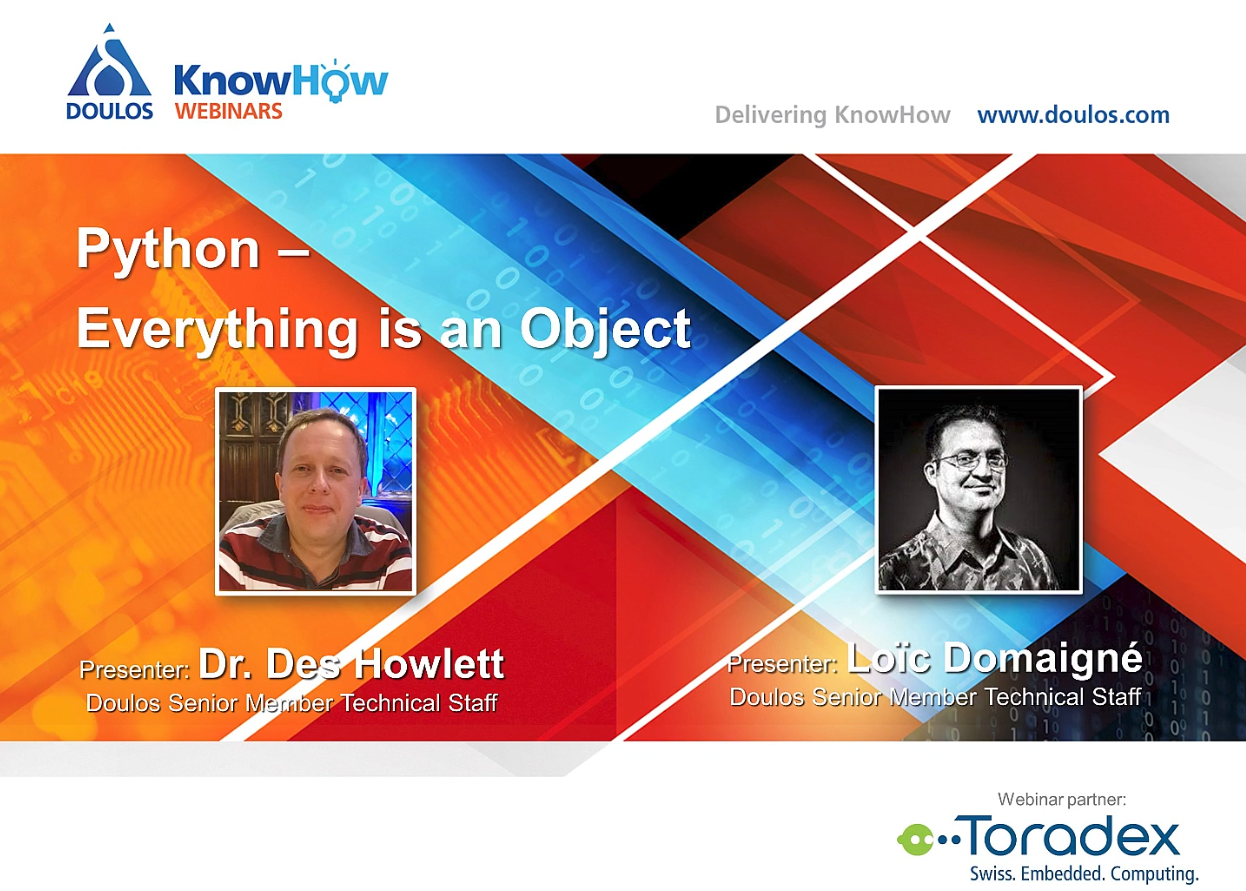 DOULOS
KnowHow
WEBINARS
Delivering KnowHow www.doulos.com
Python –
Everything is an Object
Presenter: Dr. Des Howlett
Doulos Senior Member Technical Staff
Presenter: Loïc Domaigné
Doulos Senior Member Technical Staff
Webinar partner:
Toradex
Swiss. Embedded. Computing.